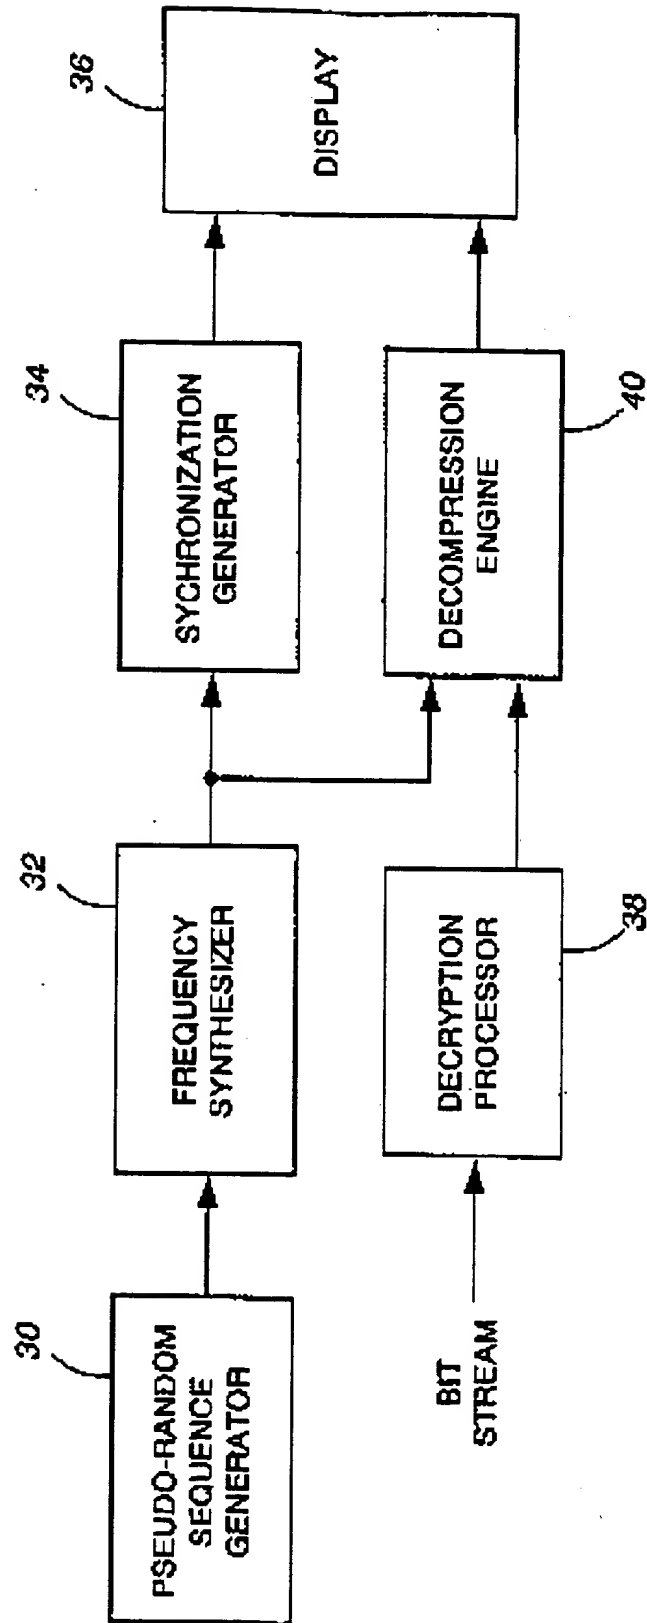 30
PSEUDO-RANDOM
SEQUENCE
GENERATOR
32
FREQUENCY
SYNTHESIZER
34
SYCHRONIZATION
GENERATOR
36
DISPLAY
BIT
STREAM
DECRYPTION
PROCESSOR
38
DECOMPRESSION
ENGINE
40